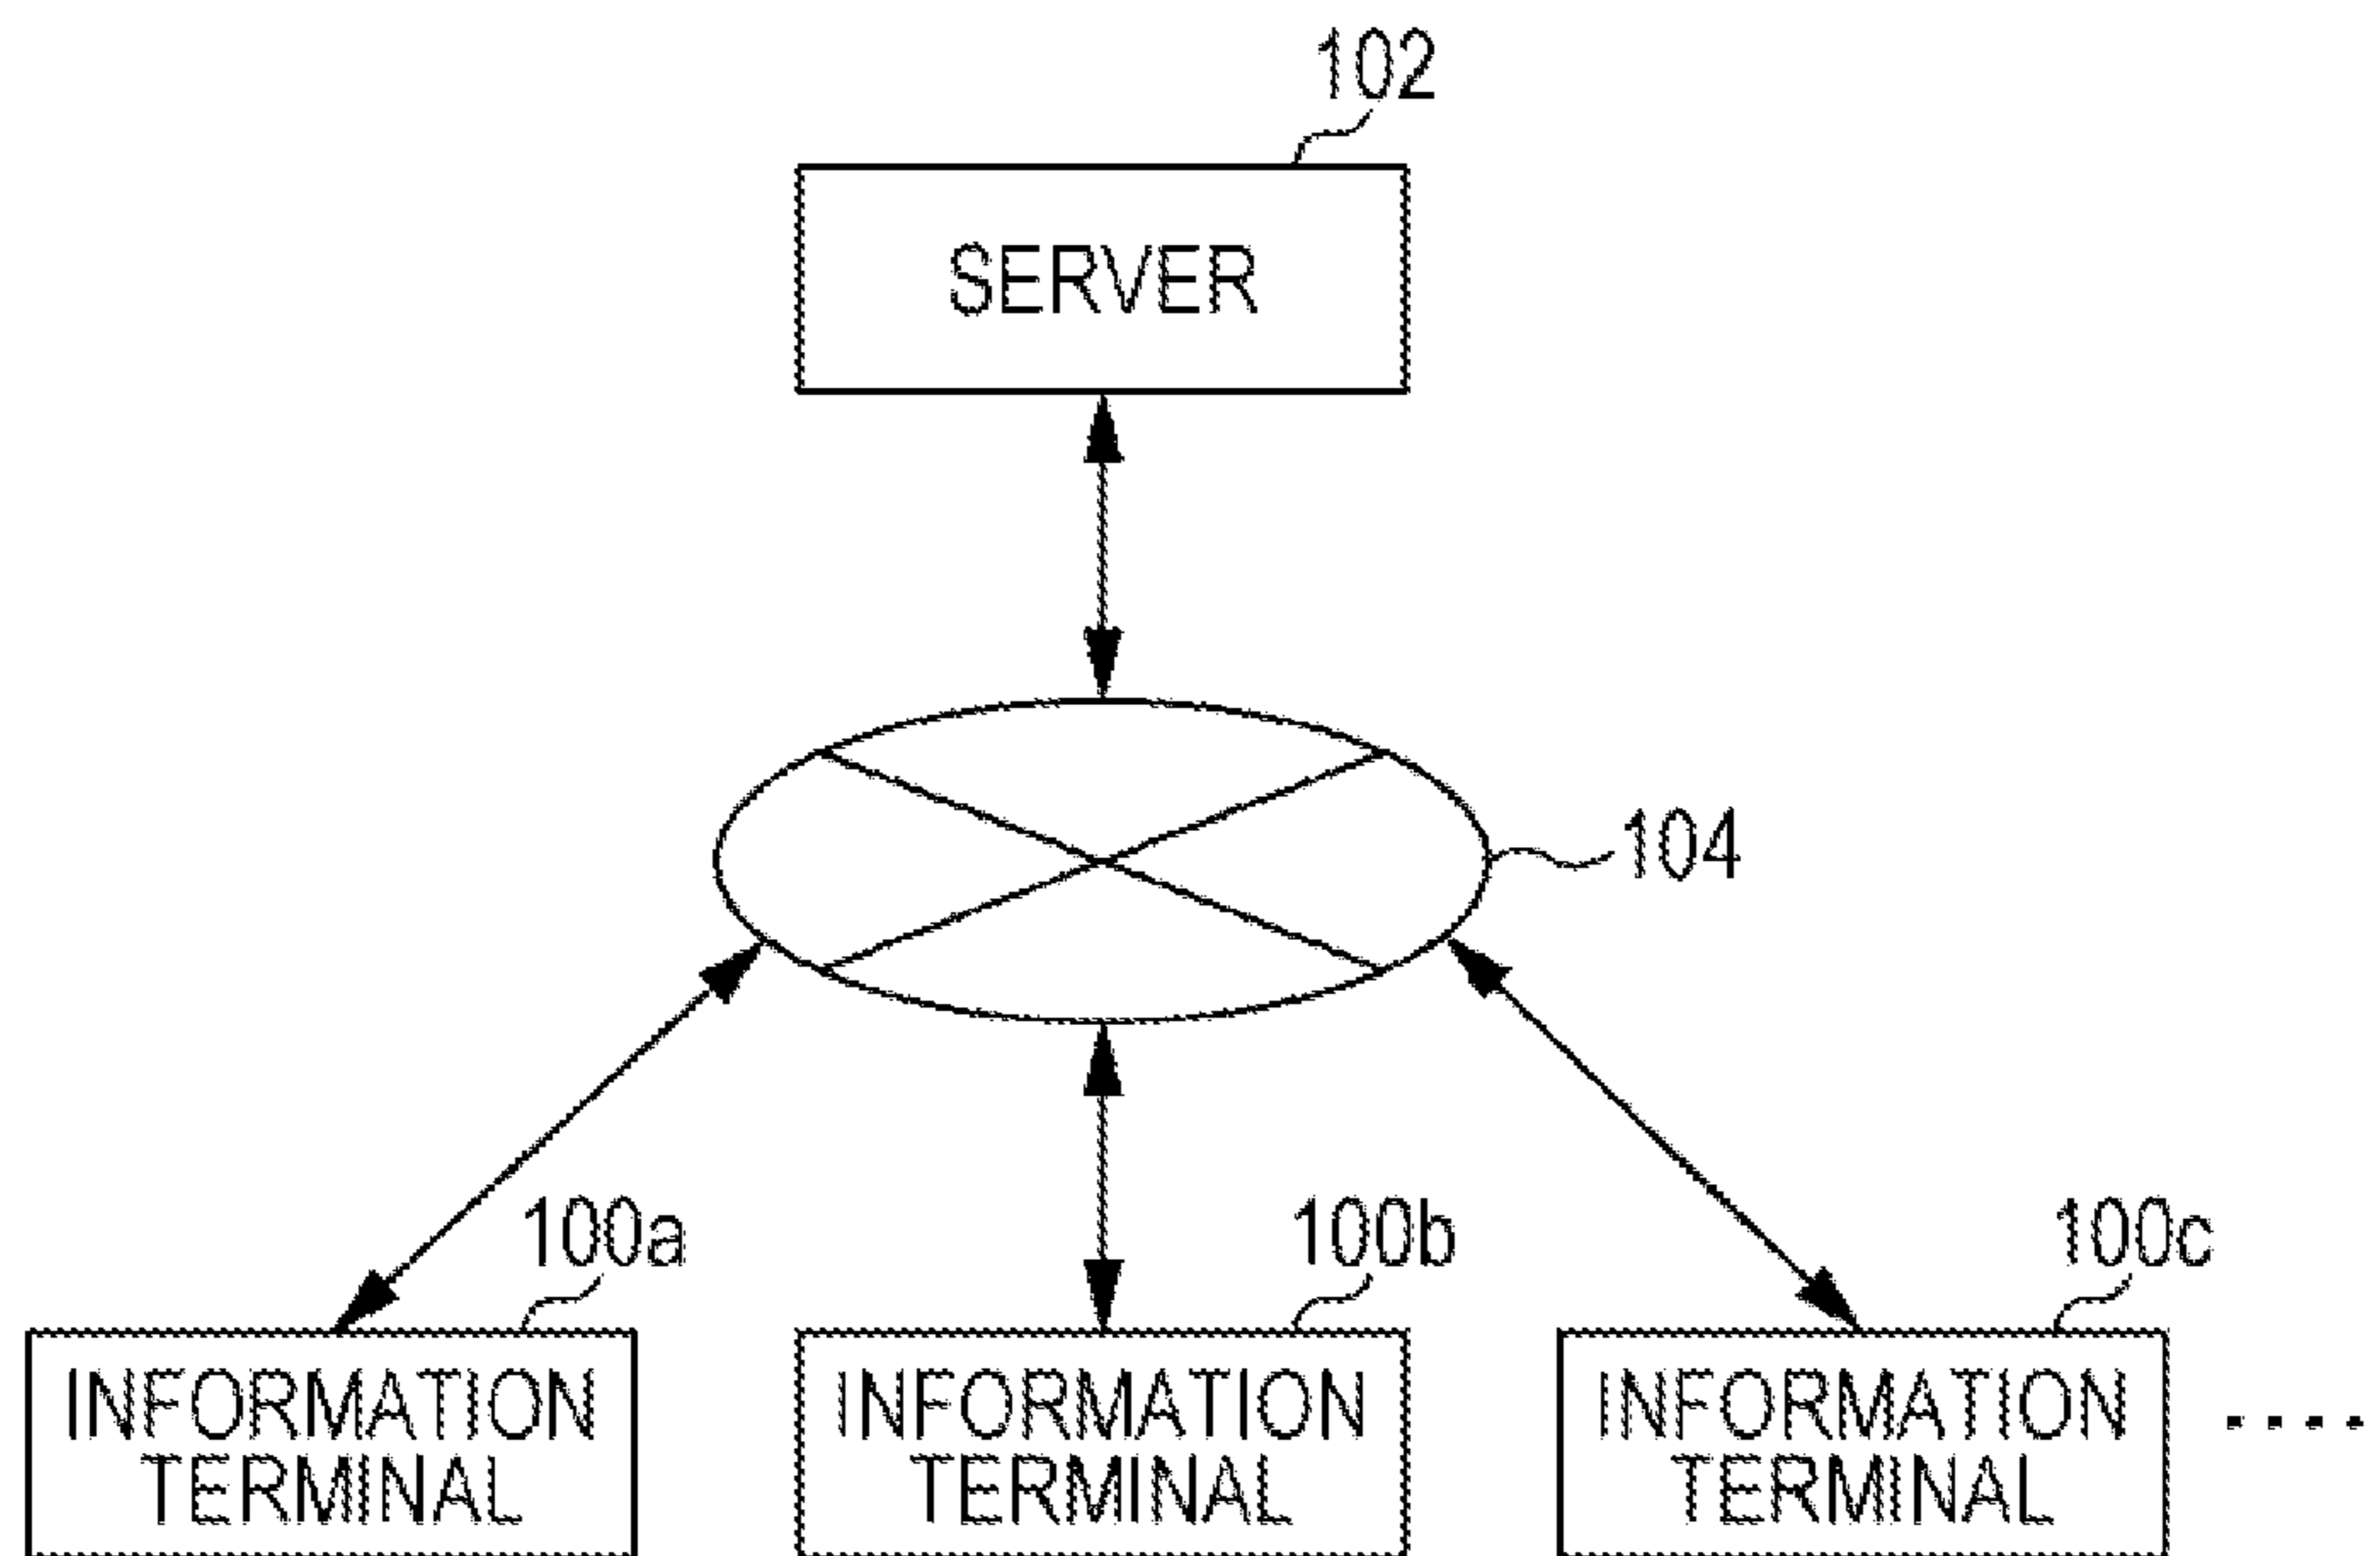 102
SERVER
104
100a
100b
100c
INFORMATION
TERMINAL
INFORMATION
TERMINAL
INFORMATION
TERMINAL
....